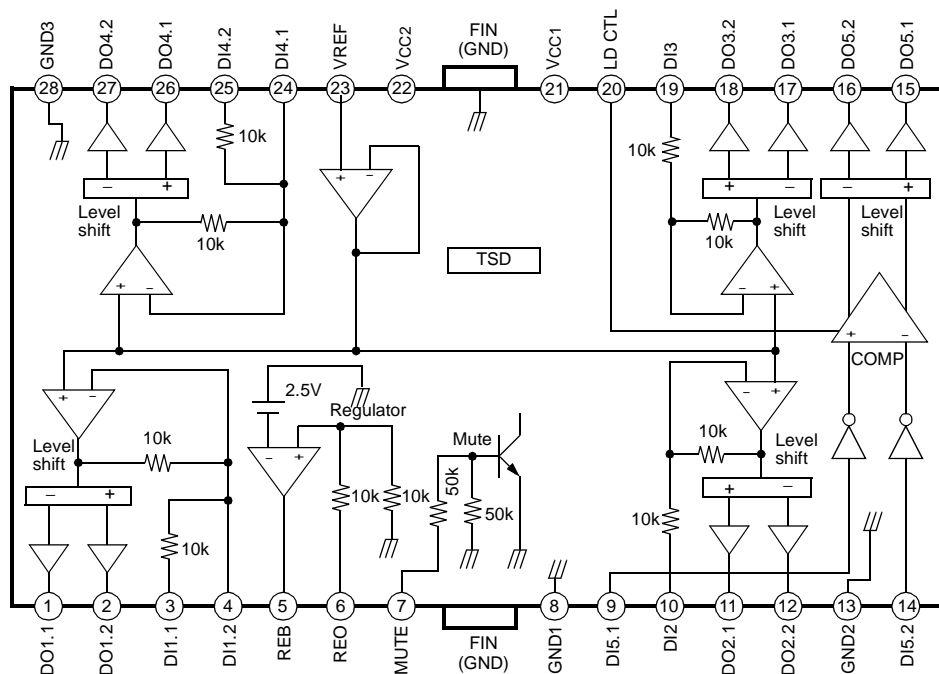 GND3
DO4.2
DO4.1
DI4.2
DI4.1
VREF
VCC2
FIN
(GND)
VCC1
LD CTL
DI3
DO3.2
DO3.1
DO5.2
DO5.1
28 27 26 25 24 23 22 21 20 19 18 17 16 15
10k
10k
+ −
− +
+ −
− +
− +
Level
shift
10k
10k
Level
shift
Level
shift
TSD
+ −
− +
+ −
COMP
2.5V
+ −
− +
Regulator
Mute
Level
shift
10k
− +
− +
10k
Level
shift
+ −
10k
10k
10k
50k
50k
10k
1 2 3 4 5 6 7 8 9 10 11 12 13 14
DO1.1
DO1.2
DI1.1
DI1.2
REB
REO
MUTE
FIN
(GND)
GND1
DI5.1
DI2
DO2.1
DO2.2
GND2
DI5.2